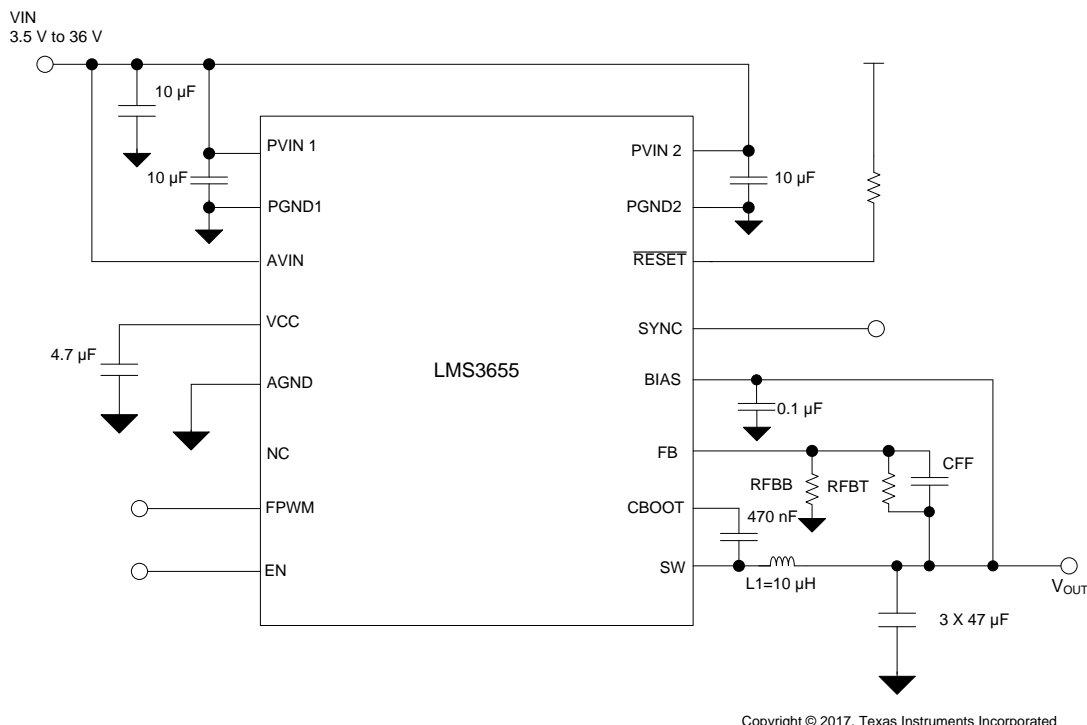 VIN
3.5 V to 36 V
10 µF
PVIN 1
PVIN 2
10 µF
10 µF
PGND1
PGND2
AVIN
RESET
VCC
SYNC
4.7 µF
LMS3655
AGND
BIAS
0.1 µF
NC
FB
CFF
RFBB
RFBT
FPWM
CBOOT
470 nF
EN
SW
L1=10 µH
VOUT
3 X 47 µF
Copyright © 2017, Texas Instruments Incorporated